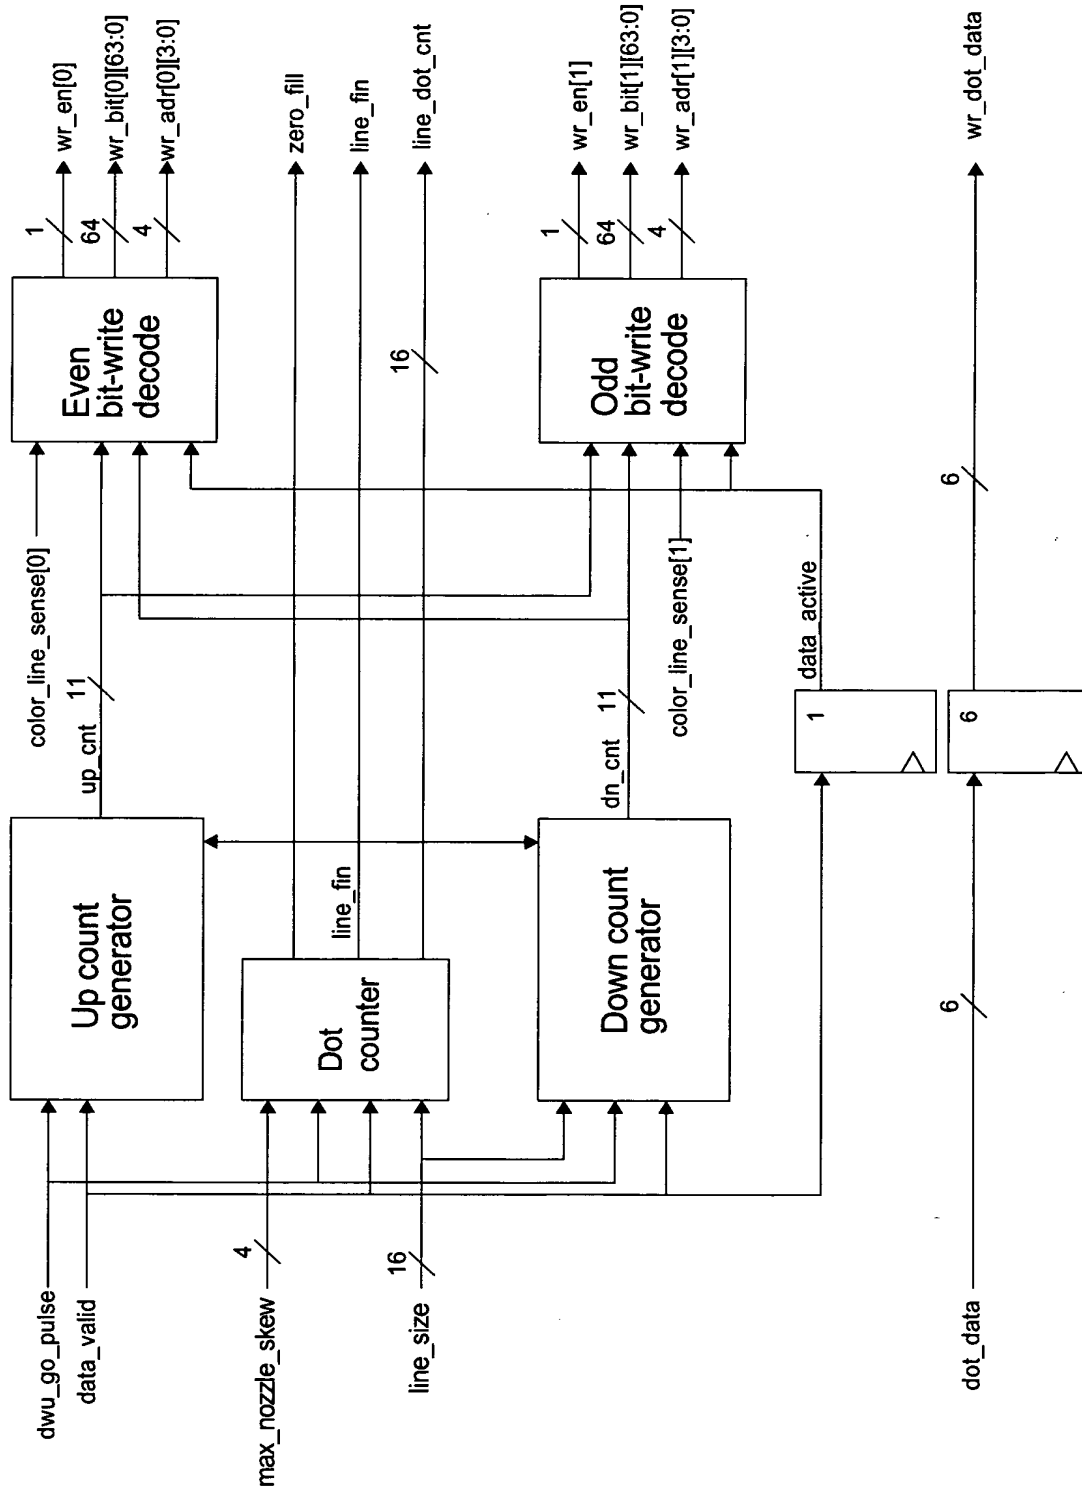 dwu_go_pulse
data_valid
max_nozzle_skew
4
line_size
16
dot_data
6
Up count
generator
Dot
counter
Down count
generator
line_fin
up_cnt
11
dn_cnt
11
color_line_sense[0]
color_line_sense[1]
1
data_active
6
Even
bit-write
decode
Odd
bit-write
decode
16
6
1
64
4
1
64
4
wr_en[0]
wr_bit[0][63:0]
wr_adr[0][3:0]
zero_fill
line_fin
line_dot_cnt
wr_en[1]
wr_bit[1][63:0]
wr_adr[1][3:0]
wr_dot_data